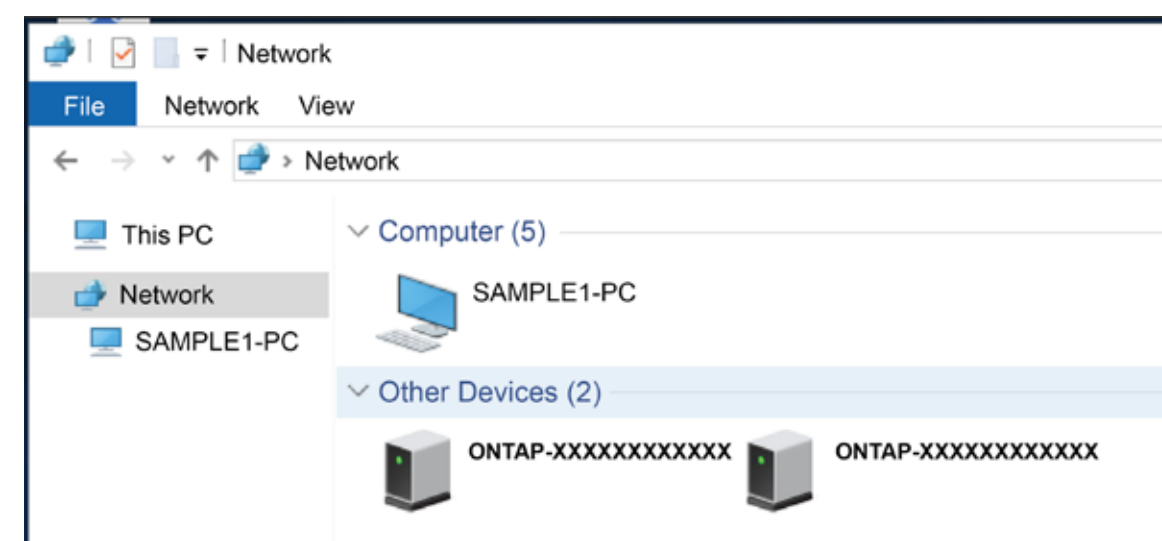 Network
File Network View
Network
This PC
Computer (5)
Network
SAMPLE1-PC
SAMPLE1-PC
Other Devices (2)
ONTAP-XXXXXXXXXXXX ONTAP-XXXXXXXXXXXX